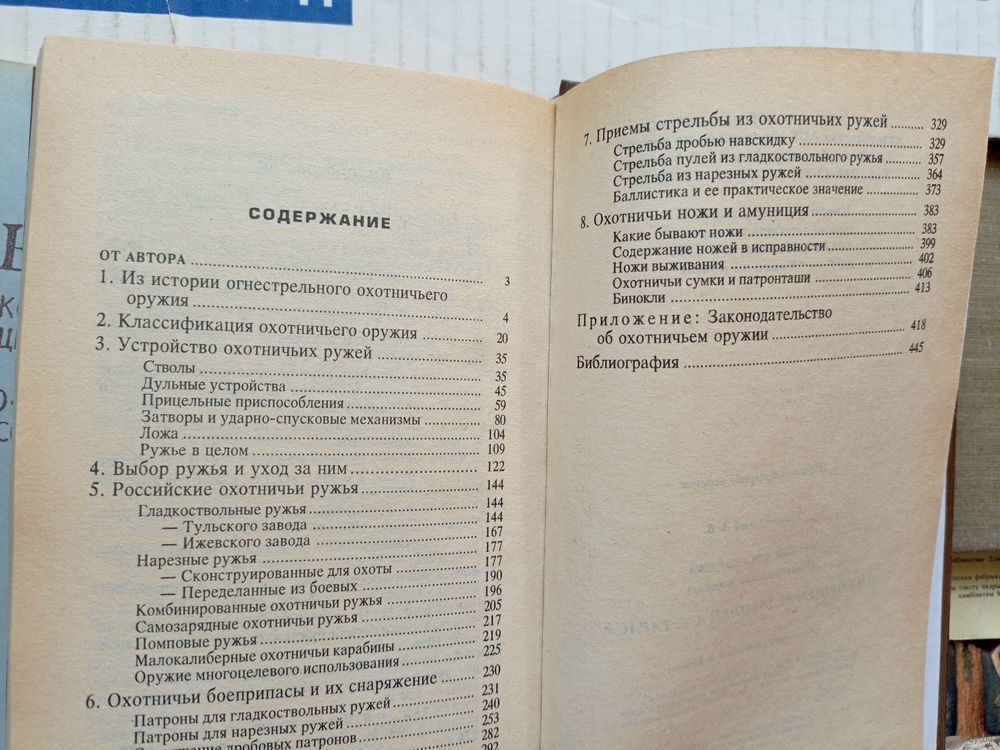 СОДЕРЖАНИЕ
ОТ АВТОРА ..... 3
1. Из истории огнестрельного охотничьего
оружия ..... 4
2. Классификация охотничьего оружия ..... 20
3. Устройство охотничьих ружей ..... 35
Стволы ..... 35
Дульные устройства ..... 45
Прицельные приспособления ..... 59
Затворы и ударно-спусковые механизмы ..... 80
Ложа ..... 104
Ружье в целом ..... 109
4. Выбор ружья и уход за ним ..... 122
5. Российские охотничьи ружья ..... 144
Гладкоствольные ружья ..... 144
— Тульского завода ..... 144
— Ижевского завода ..... 167
Нарезные ружья ..... 177
— Сконструированные для охоты ..... 177
— Переделанные из боевых ..... 190
Комбинированные охотничьи ружья ..... 196
Самозарядные охотничьи ружья ..... 205
Помповые ружья ..... 217
Малокалиберные охотничьи карабины ..... 219
Оружие многоцелевого использования ..... 225
6. Охотничьи боеприпасы и их снаряжение ..... 230
Патроны для гладкоствольных ружей ..... 231
Патроны для нарезных ружей ..... 240
дробовых патронов ..... 253
282
292
7. Приемы стрельбы из охотничьих ружей ..... 329
Стрельба дробью навскидку ..... 329
Стрельба пулей из гладкоствольного ружья ..... 357
Стрельба из нарезных ружей ..... 364
Баллистика и ее практическое значение ..... 373
8. Охотничьи ножи и амуниция ..... 383
Какие бывают ножи ..... 383
Содержание ножей в исправности ..... 399
Ножи выживания ..... 402
Охотничьи сумки и патронташи ..... 406
Бинокли ..... 413
Приложение: Законодательство
об охотничьем оружии ..... 418
Библиография ..... 445